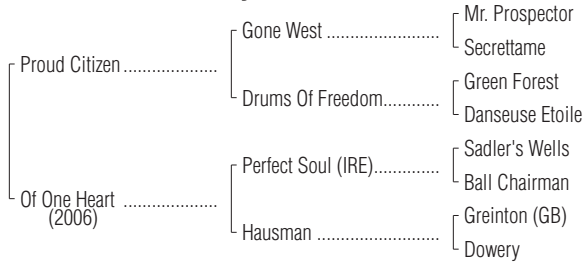 Mr. Prospector
Gone West ....................
Secrettame
Proud Citizen ...................
Green Forest
Drums Of Freedom............
Danseuse Etoile
Sadler's Wells
Perfect Soul (IRE)..............
Ball Chairman
Of One Heart ...................
(2006)
Greinton (GB)
Hausman .........................
Dowery